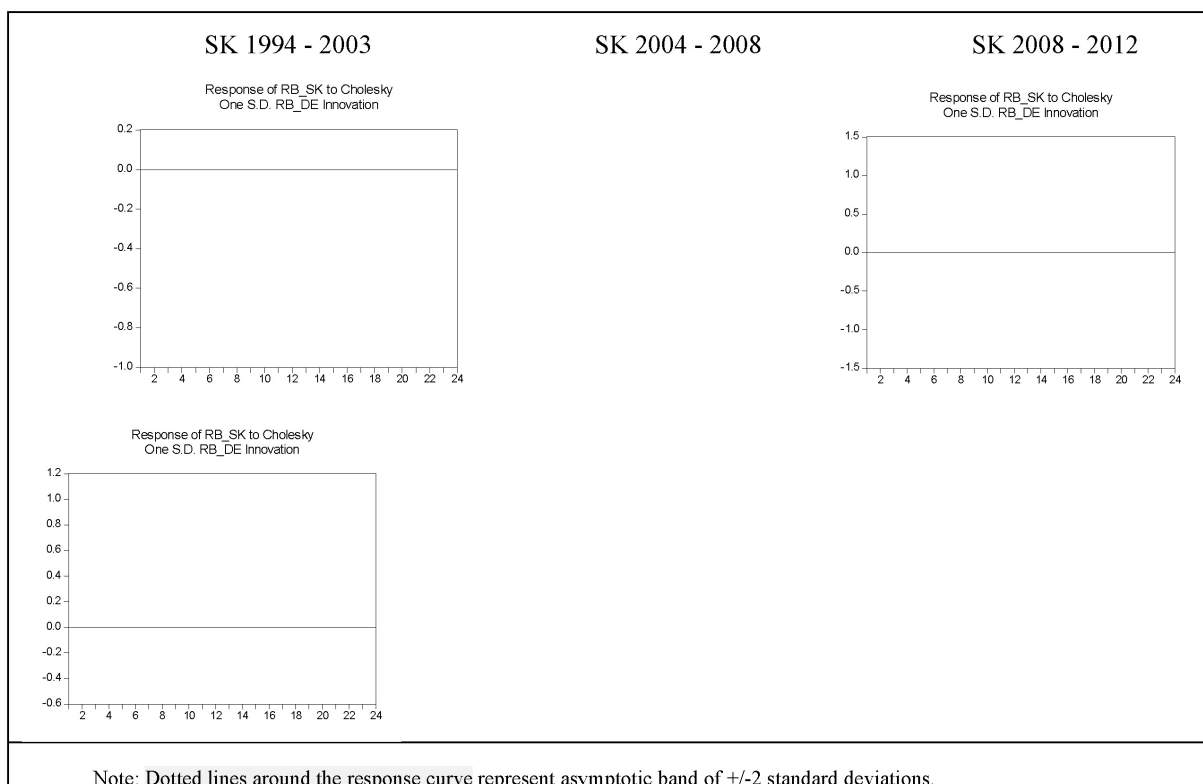 SK 1994 - 2003
SK 2004 - 2008
SK 2008 - 2012
Response of RB_SK to Cholesky
One S.D. RB_DE Innovation
0.2
0.0
-0.2
-0.4
-0.6
-0.8
-1.0
2 4 6 8 10 12 14 16 18 20 22 24
Response of RB_SK to Cholesky
One S.D. RB_DE Innovation
1.5
1.0
0.5
0.0
-0.5
-1.0
-1.5
2 4 6 8 10 12 14 16 18 20 22 24
Response of RB_SK to Cholesky
One S.D. RB_DE Innovation
1.2
1.0
0.8
0.6
0.4
0.2
0.0
-0.2
-0.4
-0.6
2 4 6 8 10 12 14 16 18 20 22 24
Note: Dotted lines around the response curve represent asymptotic band of +/-2 standard deviations.